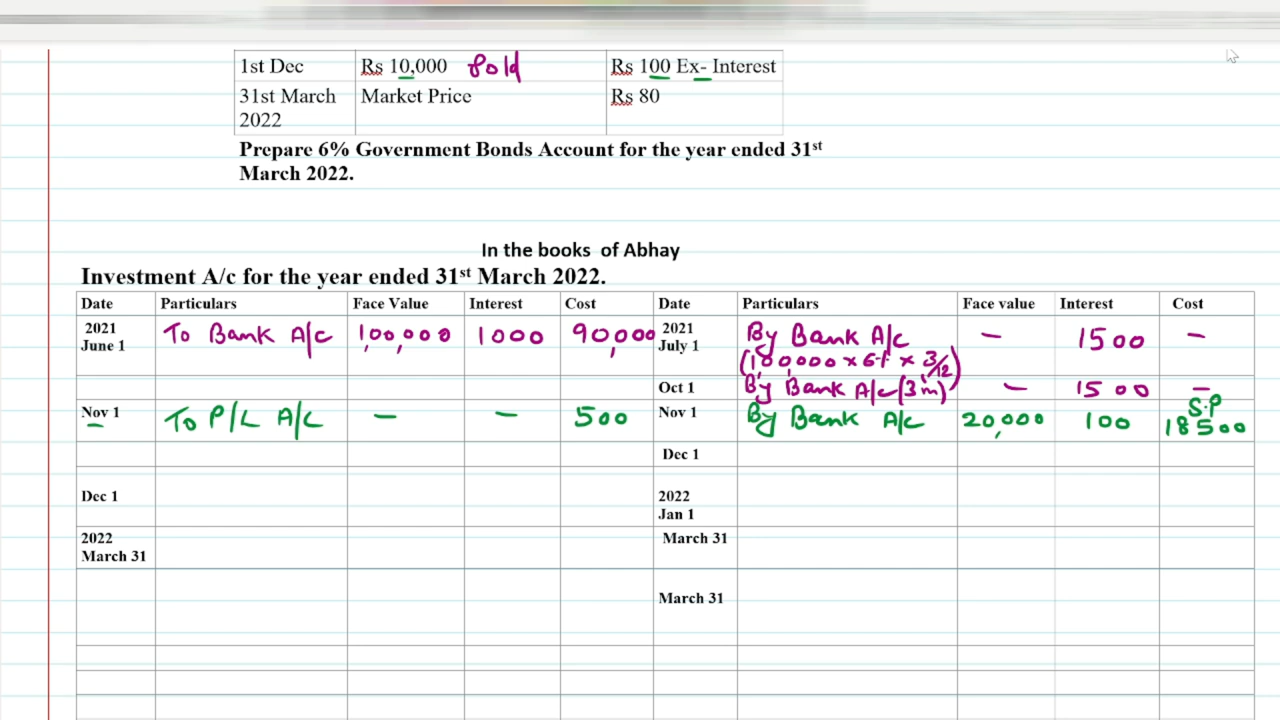 1st Dec Rs 10,000 Sold Rs 100 Ex- Interest
31st March Market Price Rs 80
2022
Prepare 6% Government Bonds Account for the year ended 31st
March 2022.
In the books of Abhay
Investment A/c for the year ended 31st March 2022.
Date Particulars Face Value Interest Cost Date Particulars Face value Interest Cost
2021 To Bank A/c 1,00,000 1000 90,000 2021 By Bank A/c – 1500 –
June 1 July 1
(1,00,000 x 6% x 3/12)
Oct 1 By Bank A/c (3m) – 1500 –
S.P
Nov 1 To P/L A/c – – 500 Nov 1 By Bank A/c 20,000 100 18500
Dec 1
Dec 1 2022
Jan 1
2022 March 31
March 31
March 31